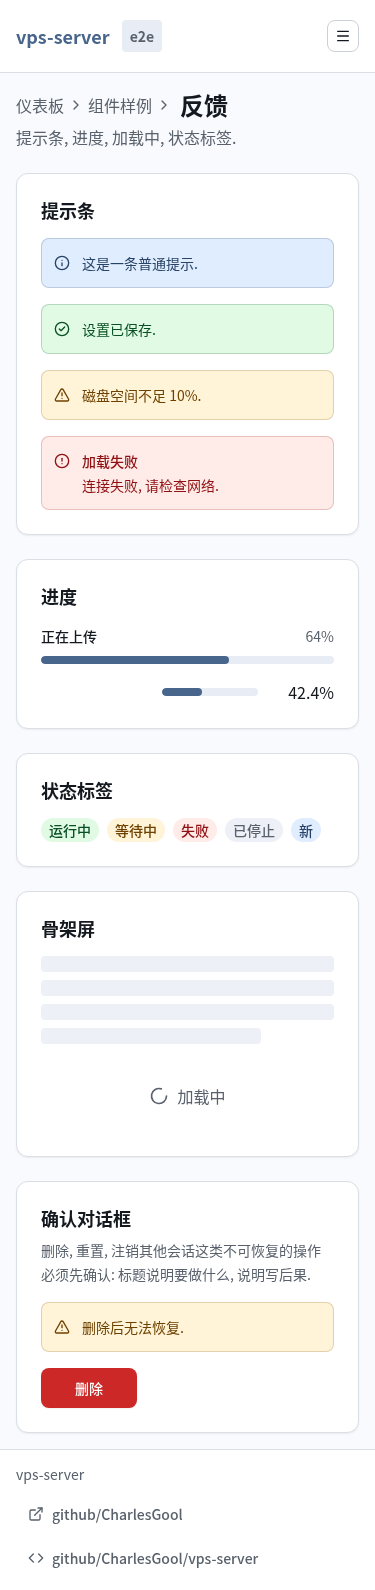 vps-server e2e
仪表板 > 组件样例 > 反馈
提示条, 进度, 加载中, 状态标签.
提示条
这是一条普通提示.
设置已保存.
磁盘空间不足 10%.
加载失败
连接失败, 请检查网络.
进度
正在上传 64%
42.4%
状态标签
运行中 等待中 失败 已停止 新
骨架屏
加载中
确认对话框
删除, 重置, 注销其他会话这类不可恢复的操作
必须先确认: 标题说明要做什么, 说明写后果.
删除后无法恢复.
删除
vps-server
github/CharlesGool
github/CharlesGool/vps-server